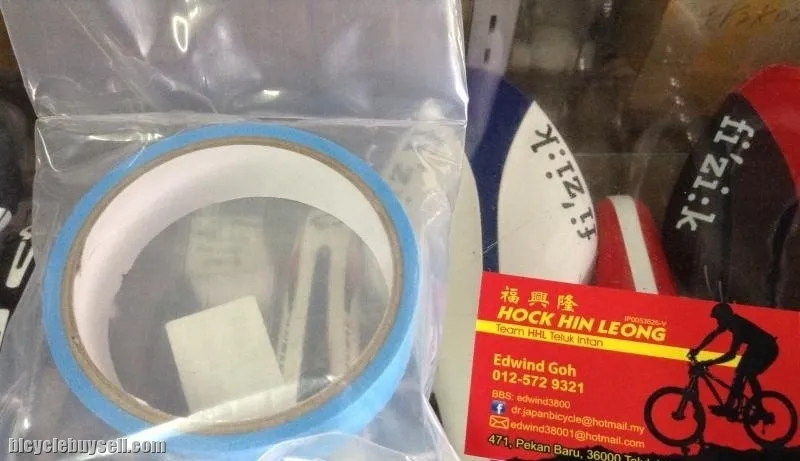 fi'zi:k
fi'zi:k
福興隆
IP0053626-V
HOCK HIN LEONG
Team HHL Teluk Intan
Edwind Goh
012-572 9321
BBS: edwind3800
dr.japanbicycle@hotmail.my
edwind38001@hotmail.com
471, Pekan Baru, 36000
bicyclebuysell.com